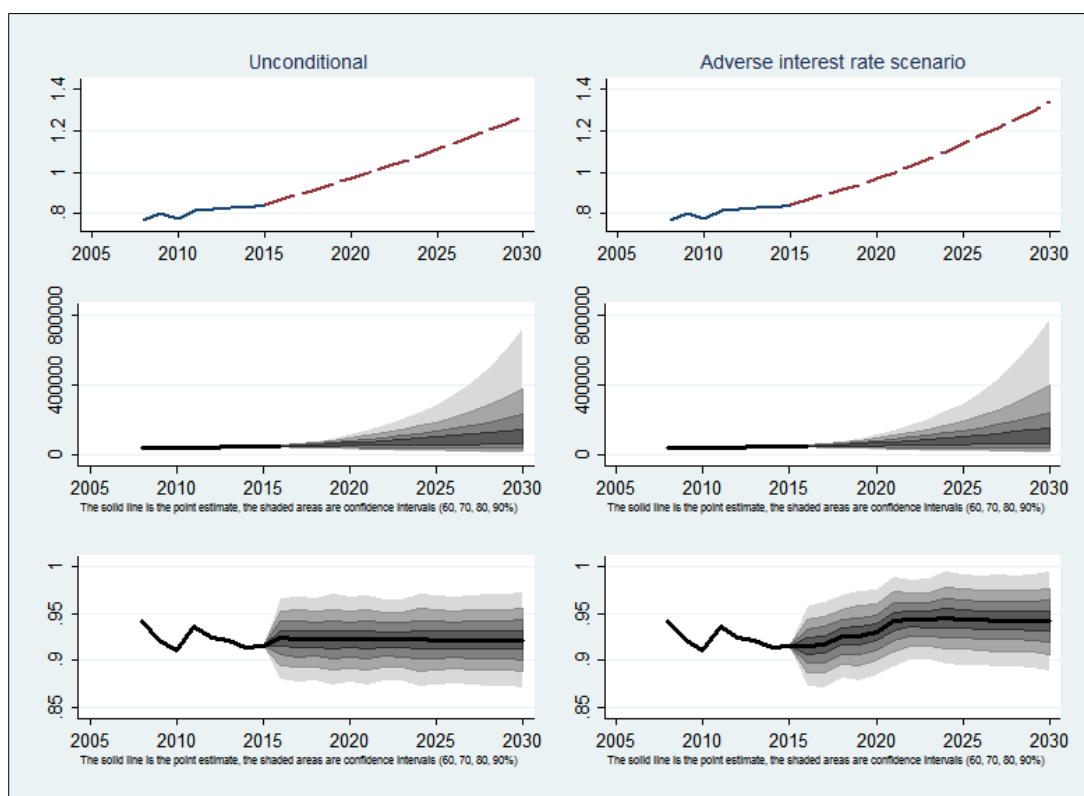 Unconditional
1.4
1.2
1
.8
2005 2010 2015 2020 2025 2030
Adverse interest rate scenario
1.4
1.2
1
.8
2005 2010 2015 2020 2025 2030
800000
400000
0
2005 2010 2015 2020 2025 2030
The solid line is the point estimate, the shaded areas are confidence intervals (60, 70, 80, 90%)
800000
400000
0
2005 2010 2015 2020 2025 2030
The solid line is the point estimate, the shaded areas are confidence intervals (60, 70, 80, 90%)
1
.95
.9
.85
2005 2010 2015 2020 2025 2030
The solid line is the point estimate, the shaded areas are confidence intervals (60, 70, 80, 90%)
1
.95
.9
.85
2005 2010 2015 2020 2025 2030
The solid line is the point estimate, the shaded areas are confidence intervals (60, 70, 80, 90%)